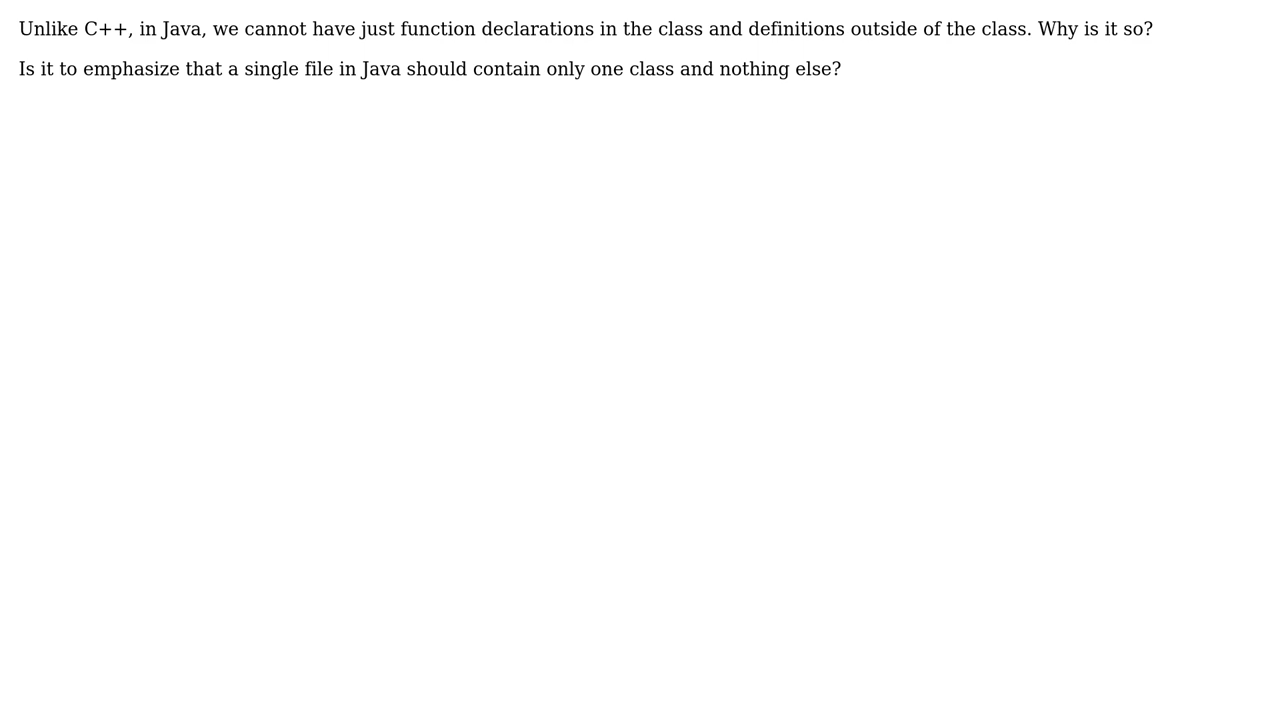 Unlike C++, in Java, we cannot have just function declarations in the class and definitions outside of the class. Why is it so?
Is it to emphasize that a single file in Java should contain only one class and nothing else?